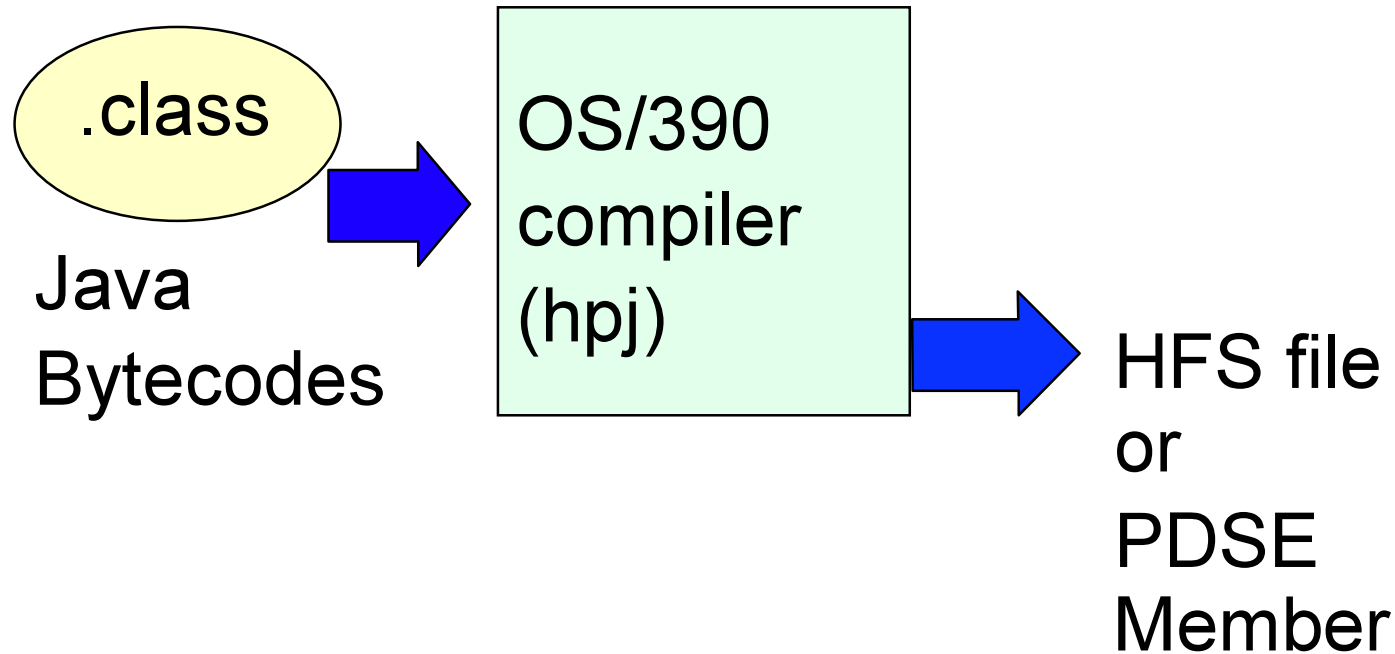 .class
Java
Bytecodes
OS/390
compiler
(hpj)
HFS file
or
PDSE
Member